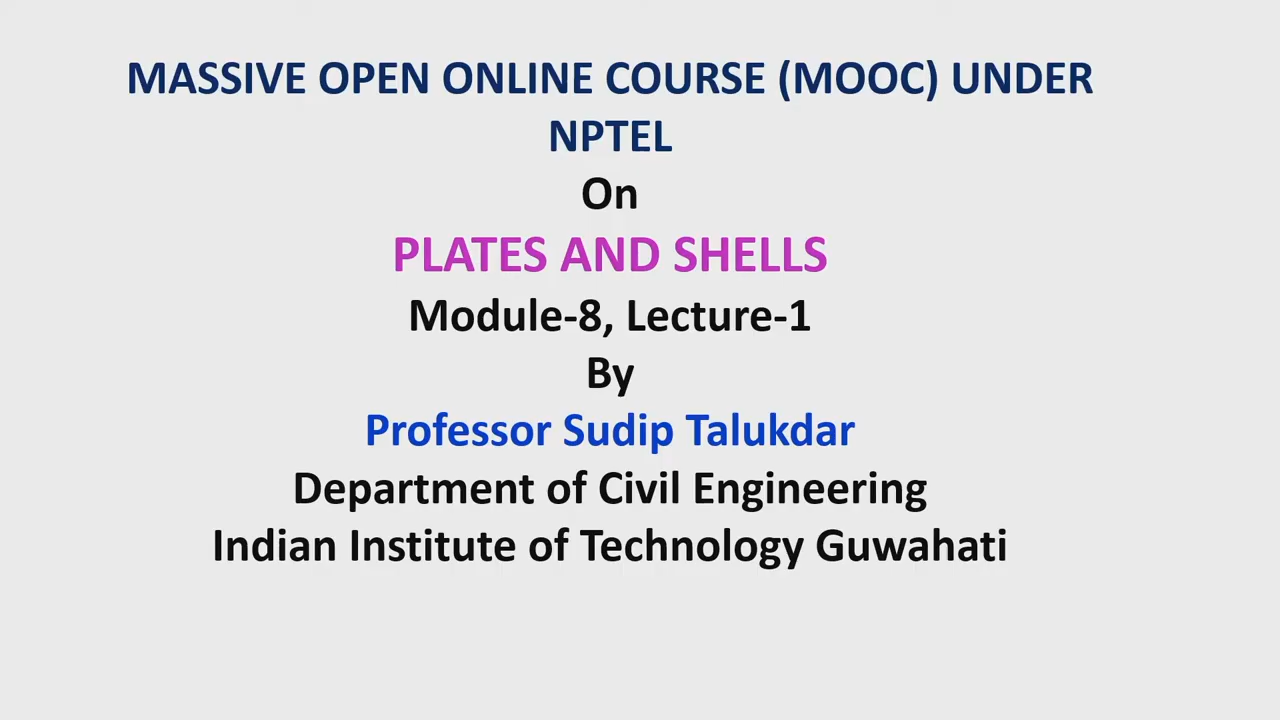 MASSIVE OPEN ONLINE COURSE (MOOC) UNDER
NPTEL
On
PLATES AND SHELLS
Module-8, Lecture-1
By
Professor Sudip Talukdar
Department of Civil Engineering
Indian Institute of Technology Guwahati